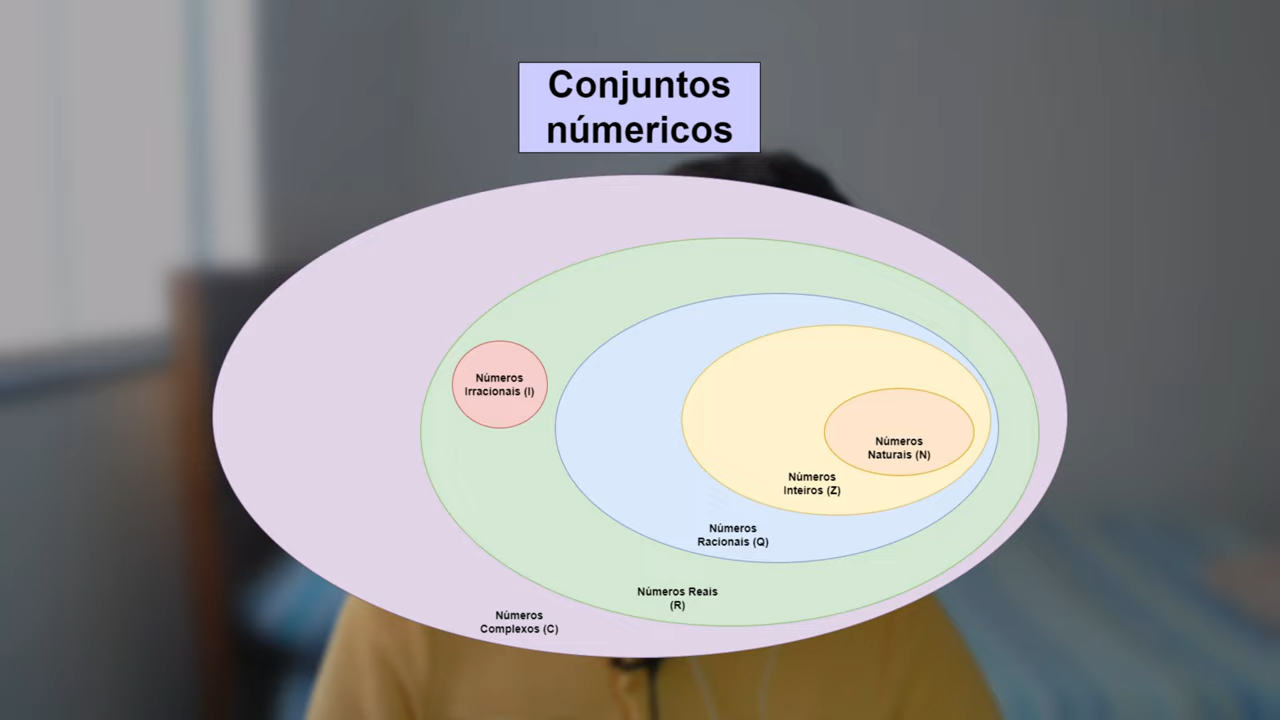 Conjuntos
númericos
Números
Irracionais (I)
Números
Naturais (N)
Números
Inteiros (Z)
Números
Racionais (Q)
Números Reais
(R)
Números
Complexos (C)